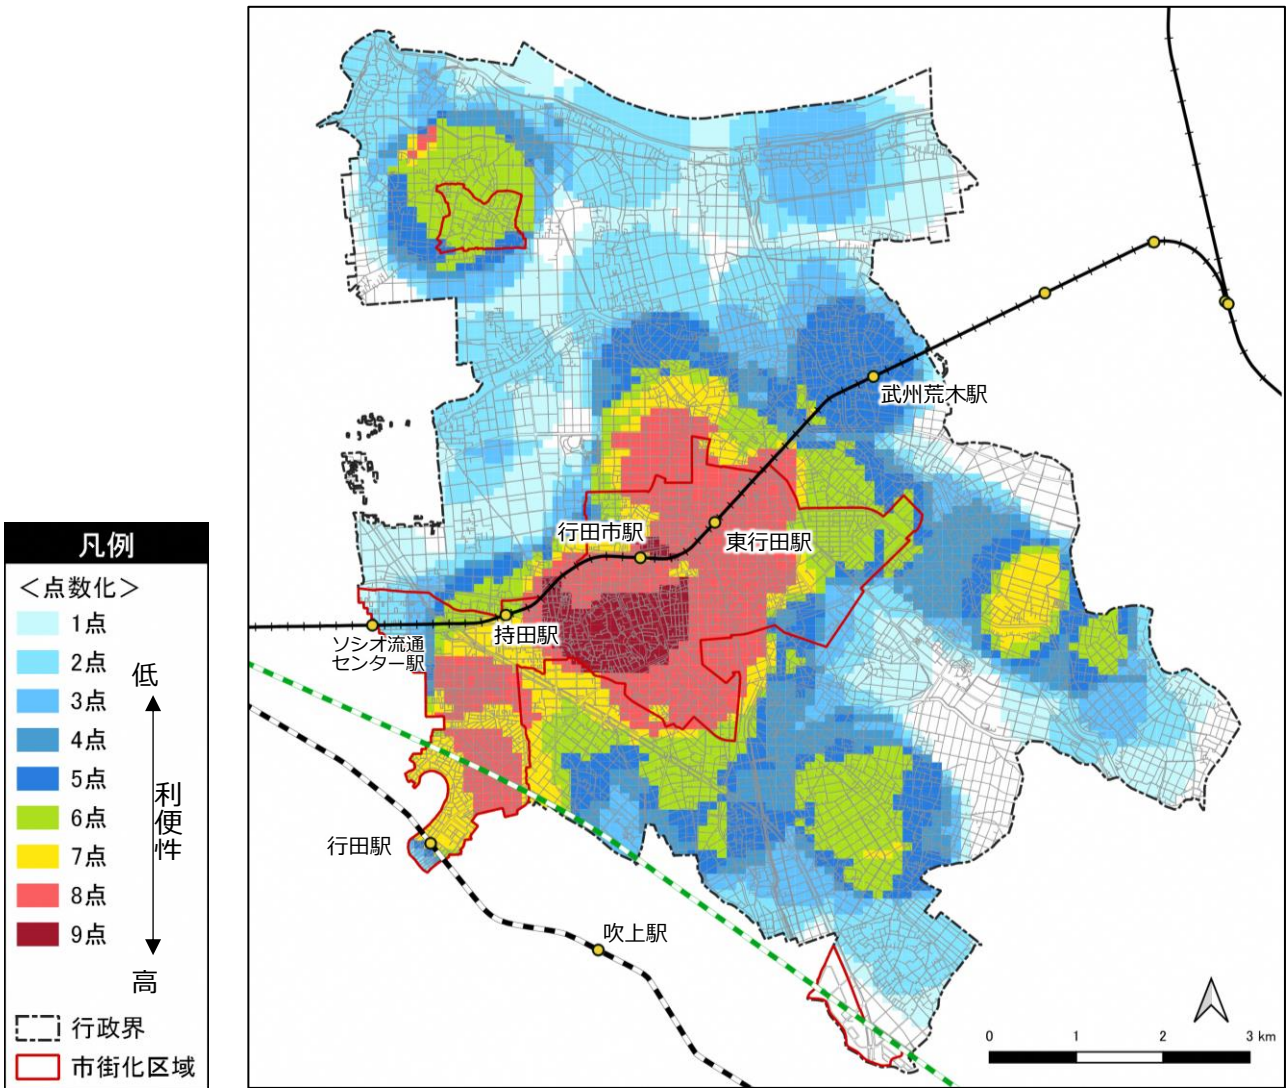 武州荒木駅
行田市駅
東行田駅
持田駅
ソシオ流通
センター駅
行田駅
吹上駅
凡例
<点数化>
1点
2点
3点
4点
5点
6点
7点
8点
9点
低
利便性
高
行政界
市街化区域
0 1 2 3 km